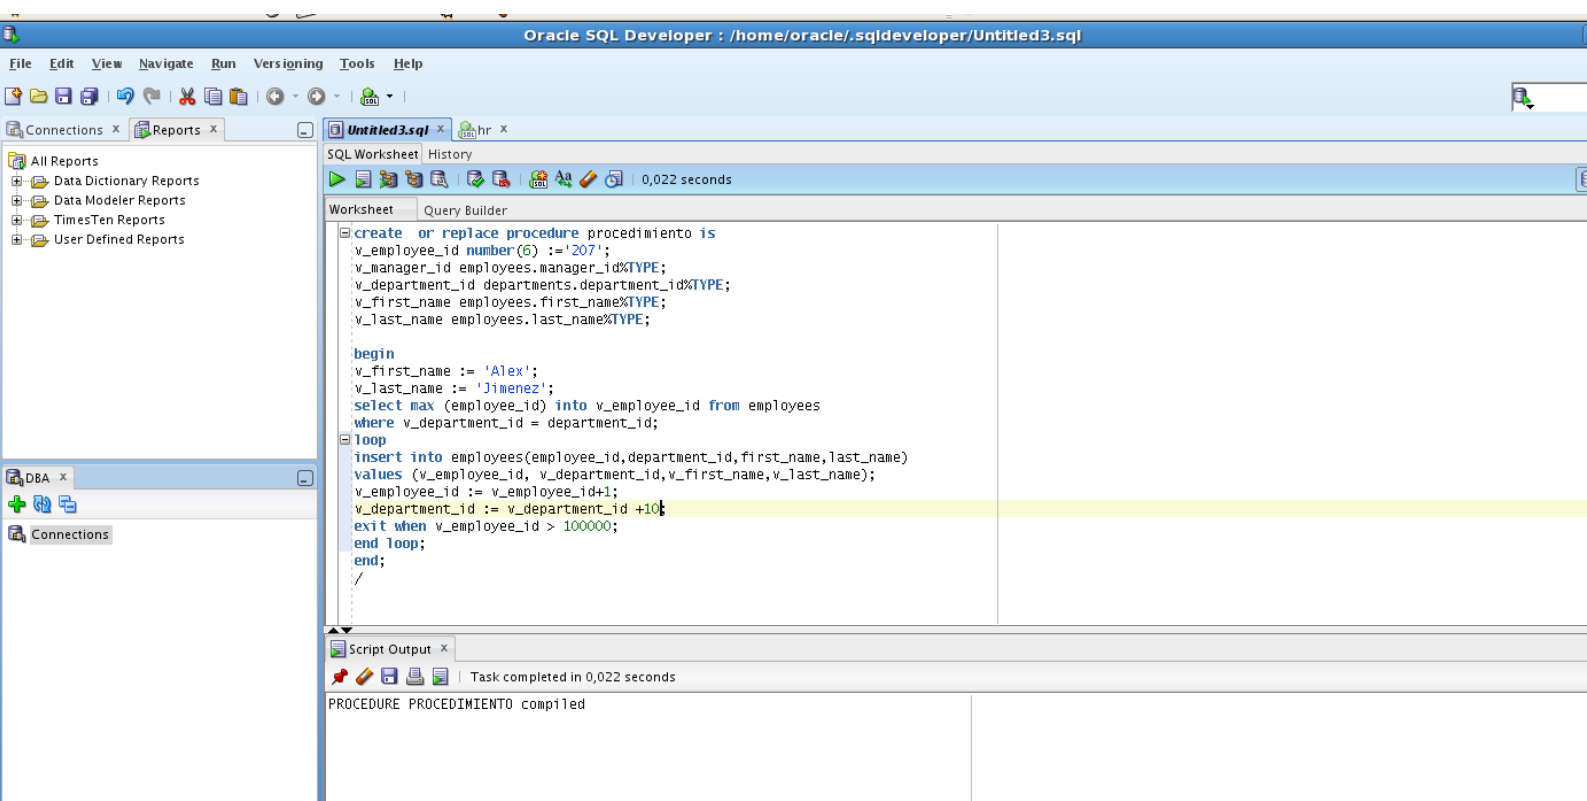 Oracle SQL Developer : /home/oracle/.sqldeveloper/Untitled3.sql
File Edit View Navigate Run Versioning Tools Help
Connections x Reports x
Untitled3.sql x hr x
All Reports
Data Dictionary Reports
Data Modeler Reports
TimesTen Reports
User Defined Reports
SQL Worksheet History
0,022 seconds
Worksheet Query Builder
create  or replace procedure procedimiento is
v_employee_id number(6) :='207';
v_manager_id employees.manager_id%TYPE;
v_department_id departments.department_id%TYPE;
v_first_name employees.first_name%TYPE;
v_last_name employees.last_name%TYPE;
begin
v_first_name := 'Alex';
v_last_name := 'Jimenez';
select max (employee_id) into v_employee_id from employees
where v_department_id = department_id;
loop
insert into employees(employee_id,department_id,first_name,last_name)
values (v_employee_id, v_department_id,v_first_name,v_last_name);
v_employee_id := v_employee_id+1;
v_department_id := v_department_id +10;
exit when v_employee_id > 100000;
end loop;
end;
/
DBA x
Connections
Script Output x
Task completed in 0,022 seconds
PROCEDURE PROCEDIMIENTO compiled